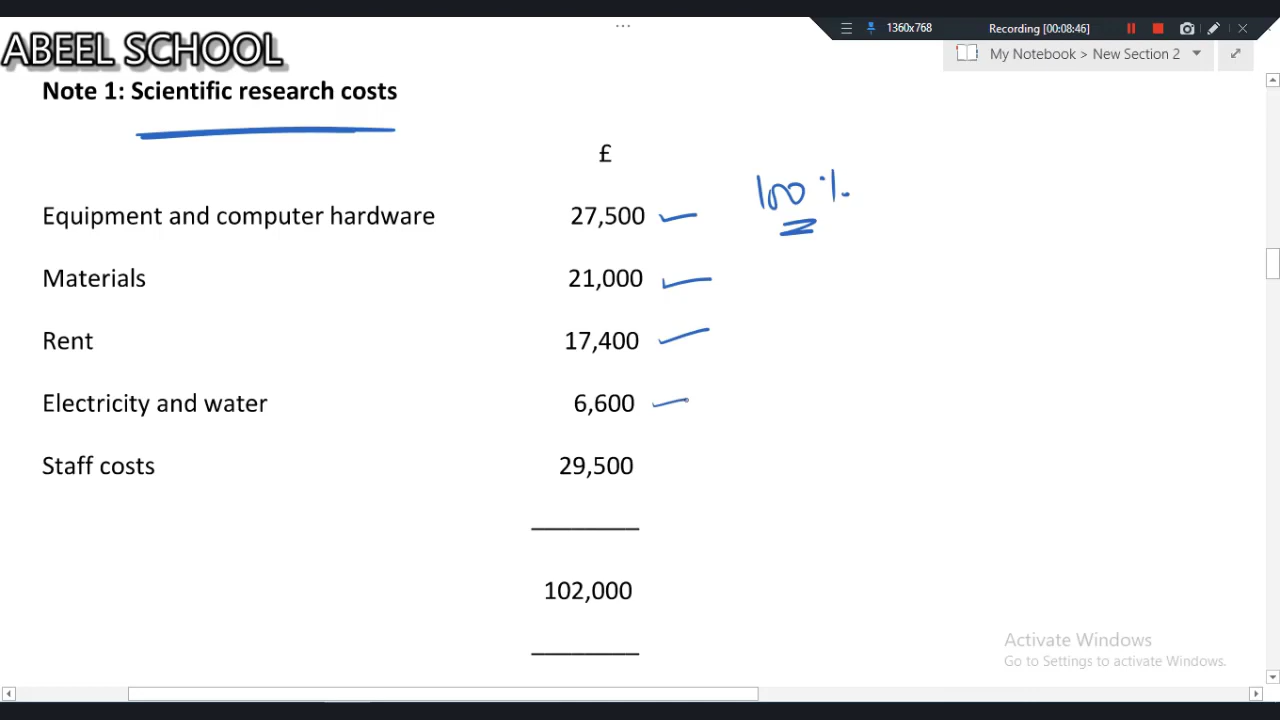 ...
1360x768 Recording [00:08:46]
ABEEL SCHOOL
My Notebook > New Section 2
Note 1: Scientific research costs
£
100 %
Equipment and computer hardware 27,500
Materials 21,000
Rent 17,400
Electricity and water 6,600
Staff costs 29,500
102,000
Activate Windows
Go to Settings to activate Windows.